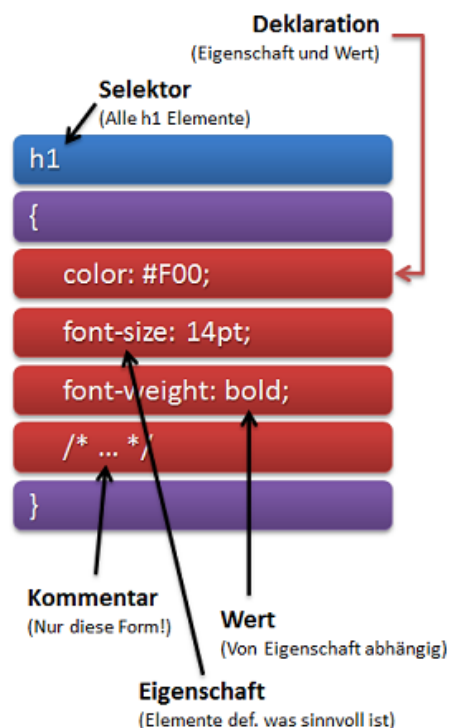 Deklaration
(Eigenschaft und Wert)
Selektor
(Alle h1 Elemente)
h1
{
color: #F00;
font-size: 14pt;
font-weight: bold;
/* ... */
}
Kommentar
(Nur diese Form!)
Wert
(Von Eigenschaft abhängig)
Eigenschaft
(Elemente def. was sinnvoll ist)